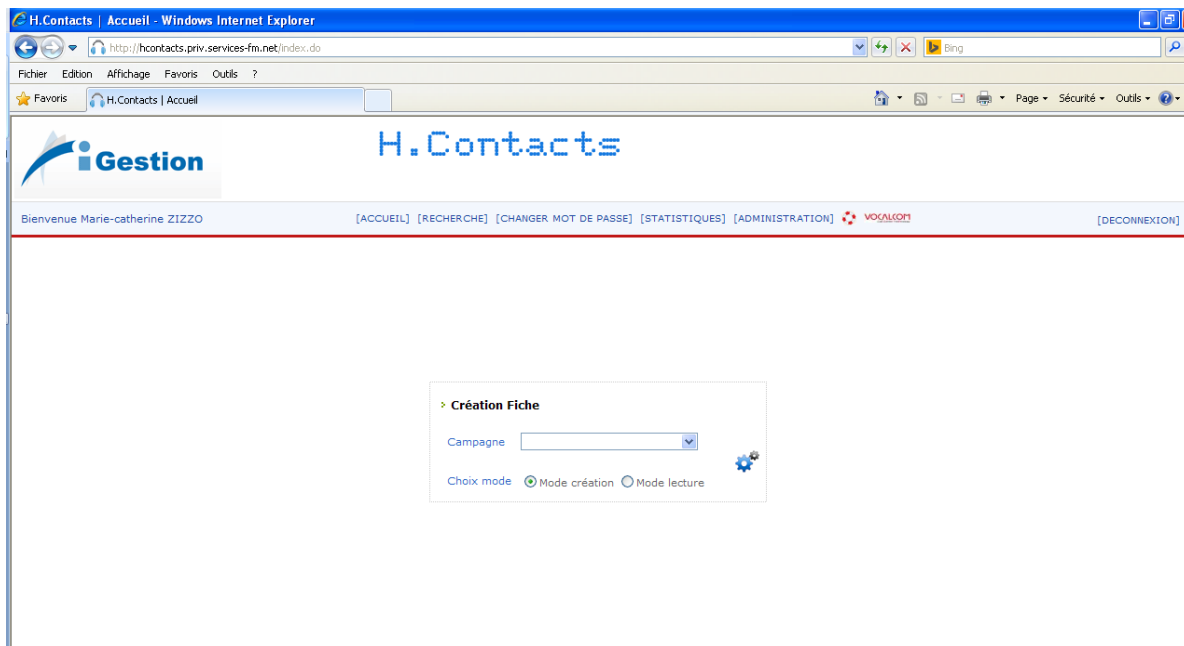 H.Contacts | Accueil - Windows Internet Explorer
http://hcontacts.priv.services-fm.net/index.do
Bing
Fichier Edition Affichage Favoris Outils ?
Favoris H.Contacts | Accueil Page Sécurité Outils
iGestion
H.Contacts
Bienvenue Marie-catherine ZIZZO [ACCUEIL] [RECHERCHE] [CHANGER MOT DE PASSE] [STATISTIQUES] [ADMINISTRATION] VOCALCOM [DECONNEXION]
Création Fiche
Campagne
Choix mode Mode création Mode lecture